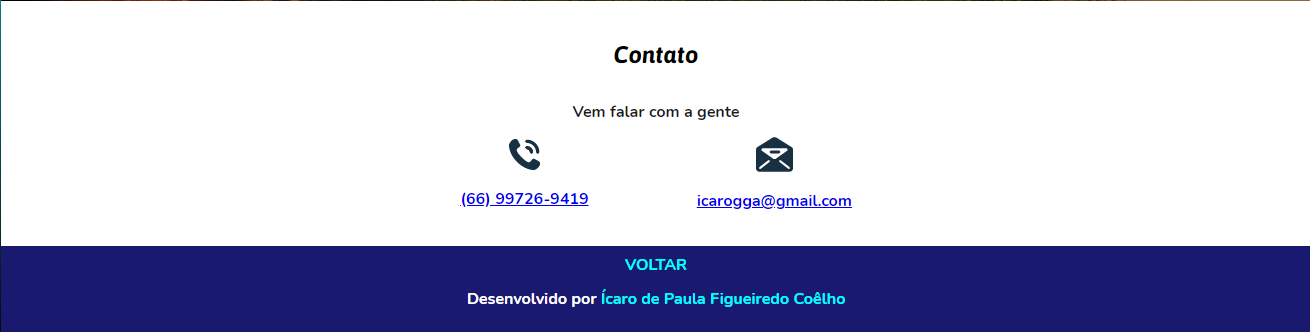 Contato
Vem falar com a gente
(66) 99726-9419
icarogga@gmail.com
VOLTAR
Desenvolvido por Ícaro de Paula Figueiredo Coêlho